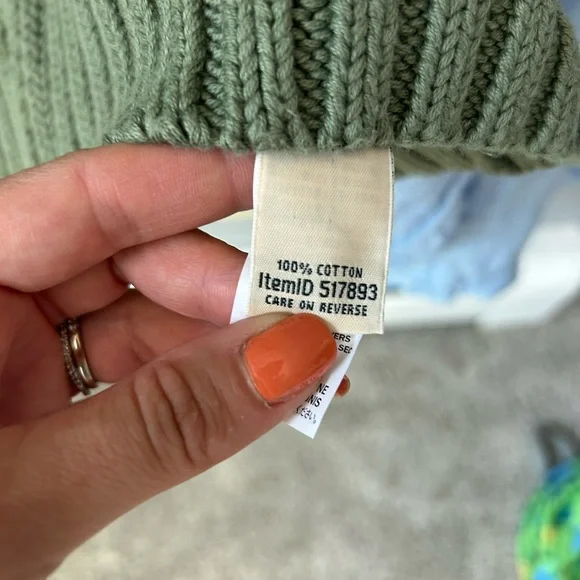 100% COTTON
ItemID 517893
CARE ON REVERSE